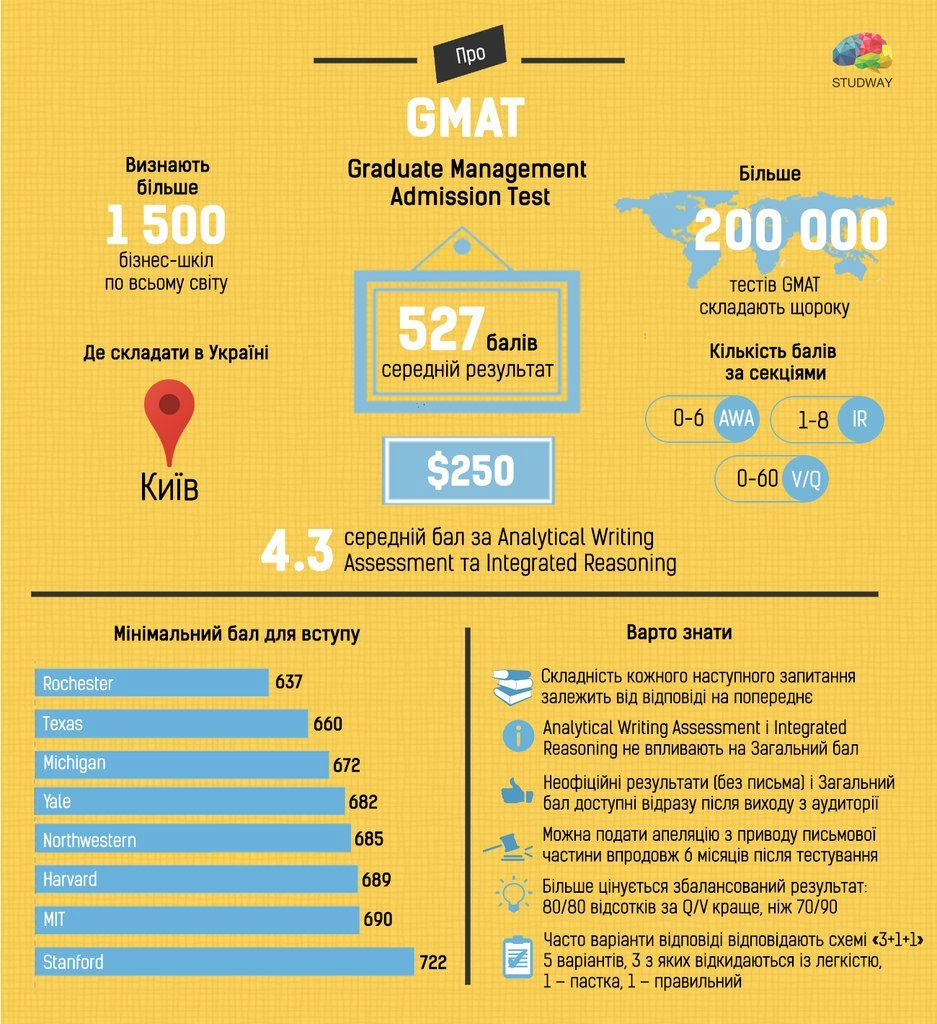 Про
STUDWAY
GMAT
Graduate Management
Admission Test
Визнають
більше
1 500
бізнес-шкіл
по всьому світу
Більше
200 000
тестів GMAT
складають щороку
527 балів
середній результат
Де складати в Україні
Київ
Кількість балів
за секціями
0-6 AWA
1-8 IR
0-60 V/Q
$250
4.3 середній бал за Analytical Writing
Assessment та Integrated Reasoning
Мінімальний бал для вступу
Rochester 637
Texas 660
Michigan 672
Yale 682
Northwestern 685
Harvard 689
MIT 690
Stanford 722
Варто знати
Складність кожного наступного запитання
залежить від відповіді на попереднє
Analytical Writing Assessment і Integrated
Reasoning не впливають на Загальний бал
Неофіційні результати (без письма) і Загальний
бал доступні відразу після виходу з аудиторії
Можна подати апеляцію з приводу письмової
частини впродовж 6 місяців після тестування
Більше цінується збалансований результат:
80/80 відсотків за Q/V краще, ніж 70/90
Часто варіанти відповіді відповідають схемі «3+1+1»
5 варіантів, 3 з яких відкидаються із легкістю,
1 – пастка, 1 – правильний